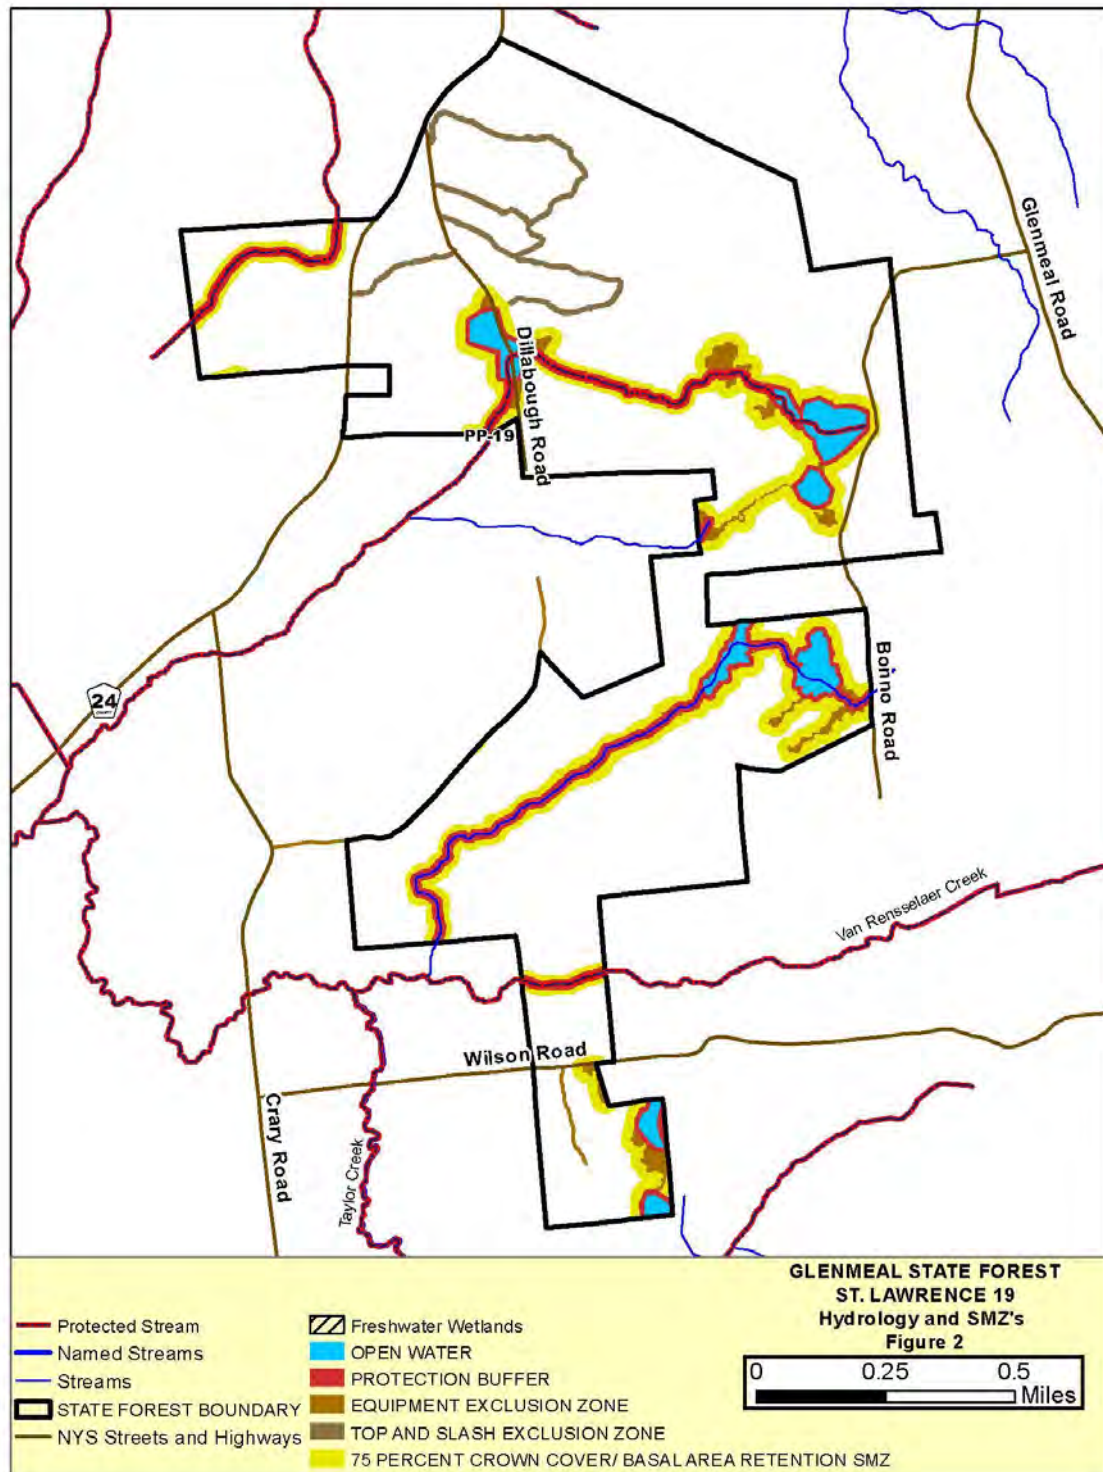 Glenmeal Road
Dillabough Road
PP-19
Bonno Road
24
Van Rensselaer Creek
Wilson Road
Crary Road
Taylor Creek
GLENMEAL STATE FOREST
ST. LAWRENCE 19
Hydrology and SMZ's
Figure 2
0 0.25 0.5
Miles
Protected Stream
Named Streams
Streams
STATE FOREST BOUNDARY
NYS Streets and Highways
Freshwater Wetlands
OPEN WATER
PROTECTION BUFFER
EQUIPMENT EXCLUSION ZONE
TOP AND SLASH EXCLUSION ZONE
75 PERCENT CROWN COVER/ BASAL AREA RETENTION SMZ